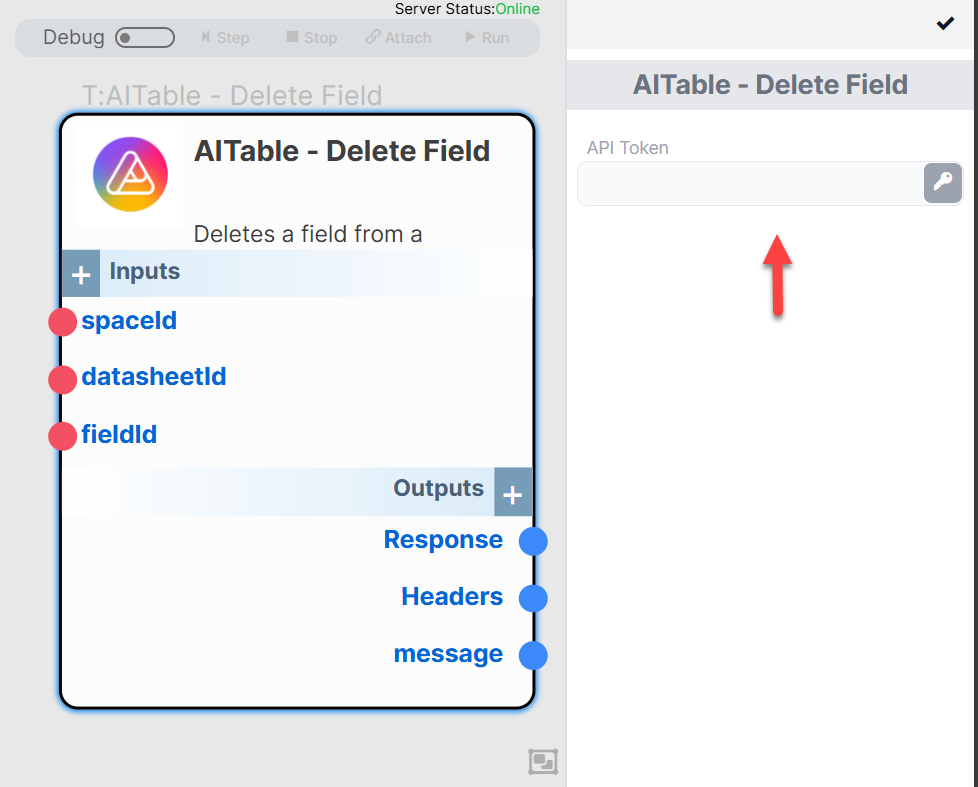 Server Status:Online
Debug Step Stop Attach Run
T:AITable - Delete Field
AITable - Delete Field
Deletes a field from a
Inputs
spaceId
datasheetId
fieldId
Outputs
Response
Headers
message
AITable - Delete Field
API Token